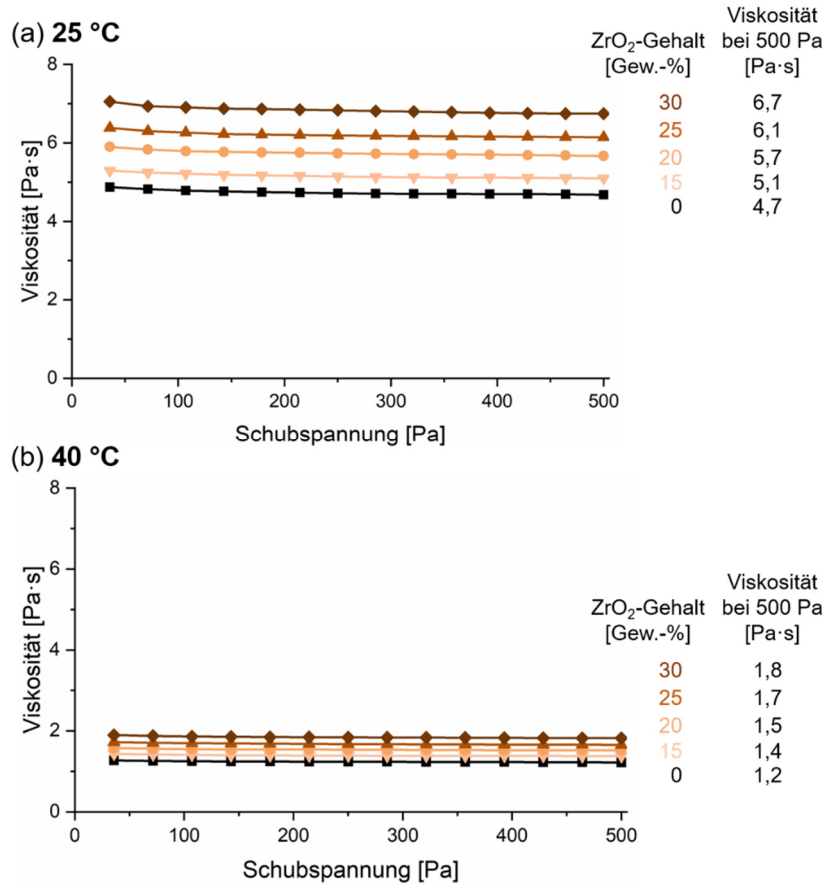 (a) 25 °C
Viskosität
ZrO₂-Gehalt bei 500 Pa
[Gew.-%] [Pa·s]
30 6,7
25 6,1
20 5,7
15 5,1
0 4,7
8
6
4
2
0
Viskosität [Pa·s]
0 100 200 300 400 500
Schubspannung [Pa]
(b) 40 °C
8
6
4
2
0
Viskosität [Pa·s]
Viskosität
ZrO₂-Gehalt bei 500 Pa
[Gew.-%] [Pa·s]
30 1,8
25 1,7
20 1,5
15 1,4
0 1,2
0 100 200 300 400 500
Schubspannung [Pa]